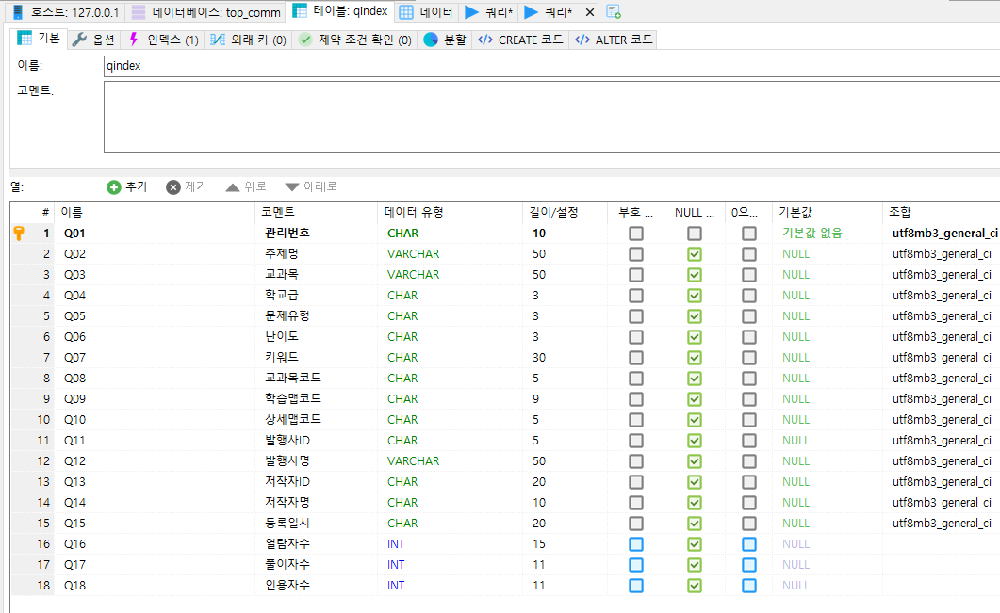 호스트: 127.0.0.1 데이터베이스: top_comm 테이블: qindex 데이터 쿼리* 쿼리*
기본 옵션 인덱스 (1) 외래 키 (0) 제약 조건 확인 (0) 분할 </> CREATE 코드 </> ALTER 코드
이름: qindex
코멘트:
열: 추가 제거 위로 아래로
# 이름 코멘트 데이터 유형 길이/설정 부호 ... NULL ... 0으... 기본값 조합
1 Q01 관리번호 CHAR 10 기본값 없음 utf8mb3_general_ci
2 Q02 주제명 VARCHAR 50 NULL utf8mb3_general_ci
3 Q03 교과목 VARCHAR 50 NULL utf8mb3_general_ci
4 Q04 학교급 CHAR 3 NULL utf8mb3_general_ci
5 Q05 문제유형 CHAR 3 NULL utf8mb3_general_ci
6 Q06 난이도 CHAR 3 NULL utf8mb3_general_ci
7 Q07 키워드 CHAR 30 NULL utf8mb3_general_ci
8 Q08 교과목코드 CHAR 5 NULL utf8mb3_general_ci
9 Q09 학습맵코드 CHAR 9 NULL utf8mb3_general_ci
10 Q10 상세맵코드 CHAR 5 NULL utf8mb3_general_ci
11 Q11 발행사ID CHAR 5 NULL utf8mb3_general_ci
12 Q12 발행사명 VARCHAR 50 NULL utf8mb3_general_ci
13 Q13 저작자ID CHAR 20 NULL utf8mb3_general_ci
14 Q14 저작자명 CHAR 10 NULL utf8mb3_general_ci
15 Q15 등록일시 CHAR 20 NULL utf8mb3_general_ci
16 Q16 열람자수 INT 15 NULL
17 Q17 풀이자수 INT 11 NULL
18 Q18 인용자수 INT 11 NULL